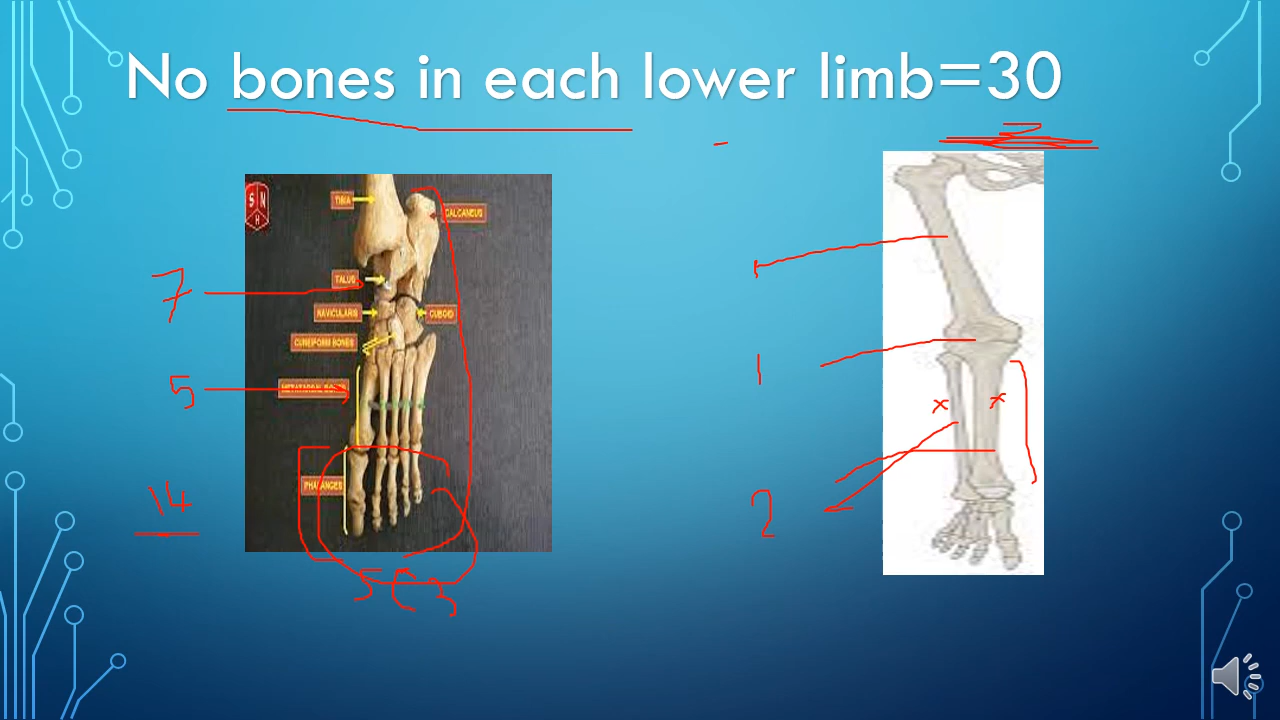 No bones in each lower limb=30
S N
H
TIBIA
CALCANEUS
TALUS
NAVICULARIS
CUBOID
CUNEIFORM BONES
PHALANGES
7
5
14
1
1
2